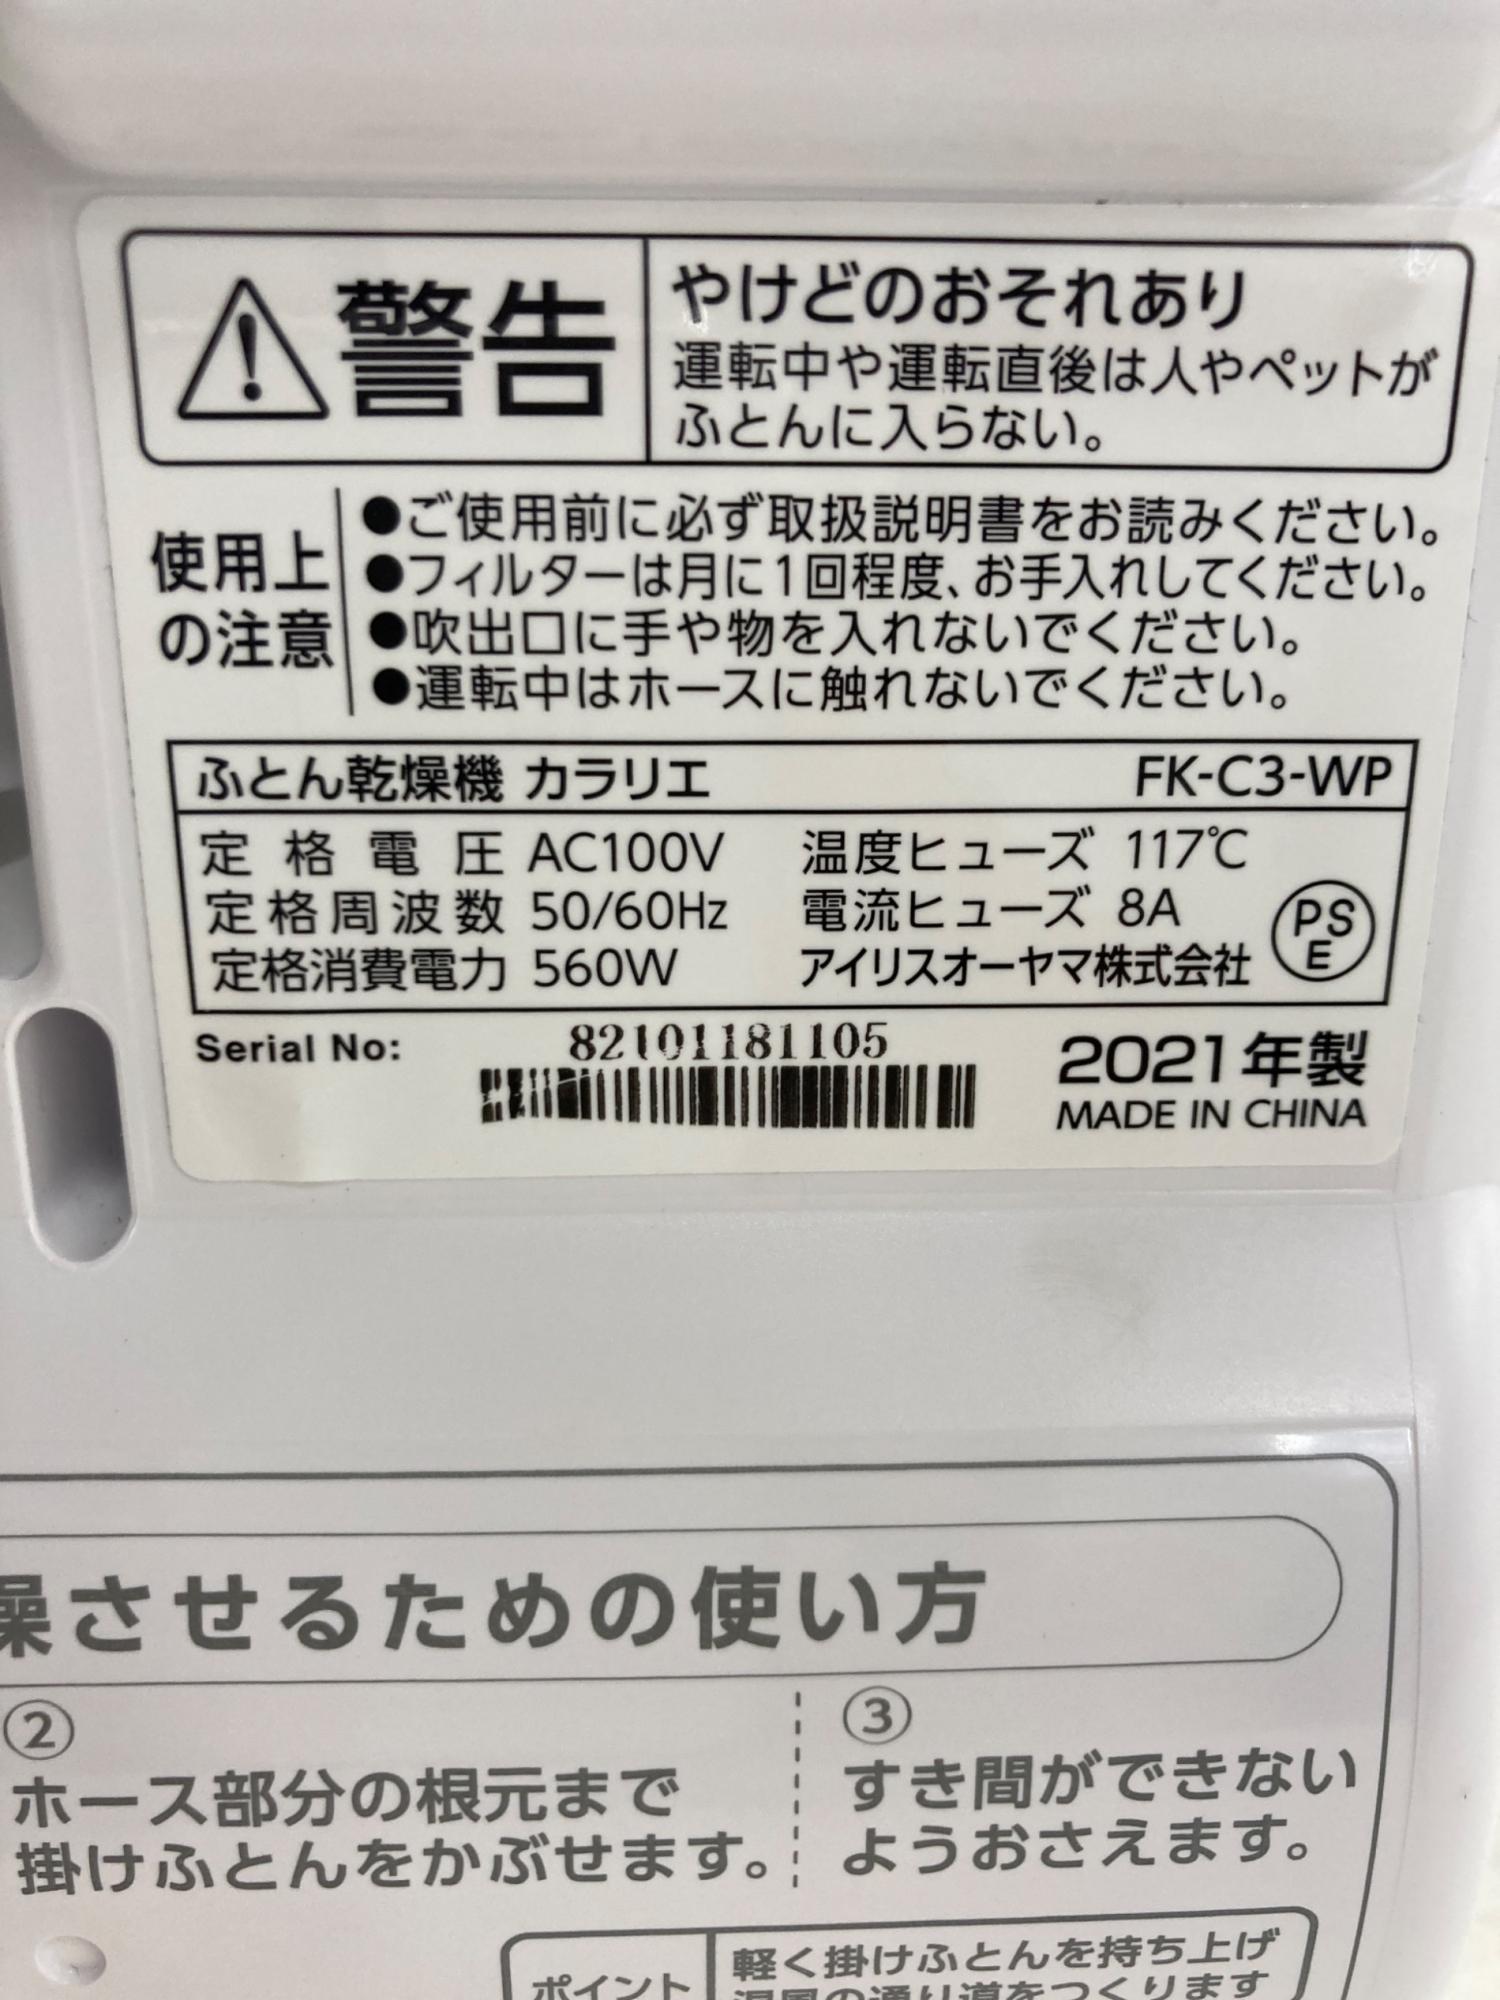 警告
やけどのおそれあり
運転中や運転直後は人やペットが
ふとんに入らない。
使用上
の注意
●ご使用前に必ず取扱説明書をお読みください。
●フィルターは月に1回程度、お手入れしてください。
●吹出口に手や物を入れないでください。
●運転中はホースに触れないでください。
ふとん乾燥機 カラリエ FK-C3-WP
定格電圧 AC100V 温度ヒューズ 117℃
定格周波数 50/60Hz 電流ヒューズ 8A
定格消費電力 560W アイリスオーヤマ株式会社
PS
E
Serial No: 82101181105
2021年製
MADE IN CHINA
燥させるための使い方
②
ホース部分の根元まで
掛けふとんをかぶせます。
③
すき間ができない
ようおさえます。
ポイント
軽く掛けふとんを持ち上げ
温風の通り道をつくります